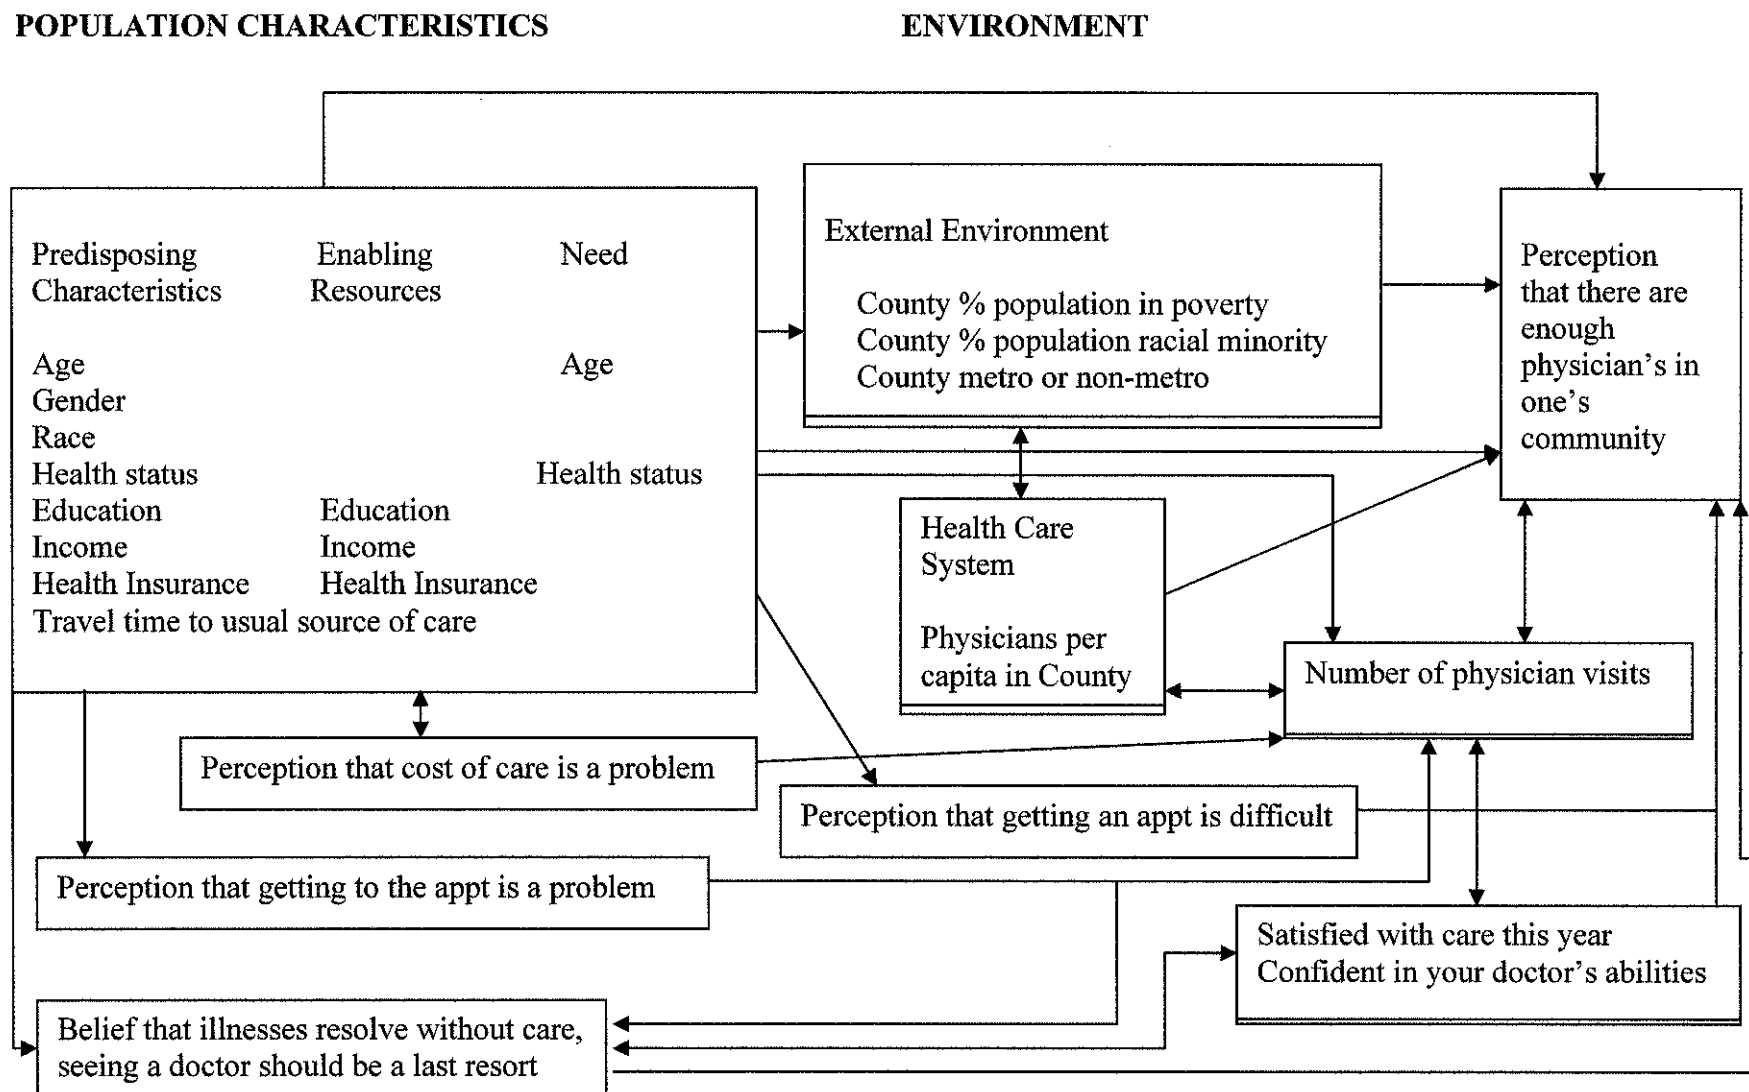 POPULATION CHARACTERISTICS
ENVIRONMENT
Predisposing Enabling Need
Characteristics Resources
Age Age
Gender
Race
Health status Health status
Education Education
Income Income
Health Insurance Health Insurance
Travel time to usual source of care
External Environment
County % population in poverty
County % population racial minority
County metro or non-metro
Perception
that there are
enough
physician's in
one's
community
Health Care
System
Physicians per
capita in County
Number of physician visits
Perception that cost of care is a problem
Perception that getting an appt is difficult
Perception that getting to the appt is a problem
Satisfied with care this year
Confident in your doctor's abilities
Belief that illnesses resolve without care,
seeing a doctor should be a last resort